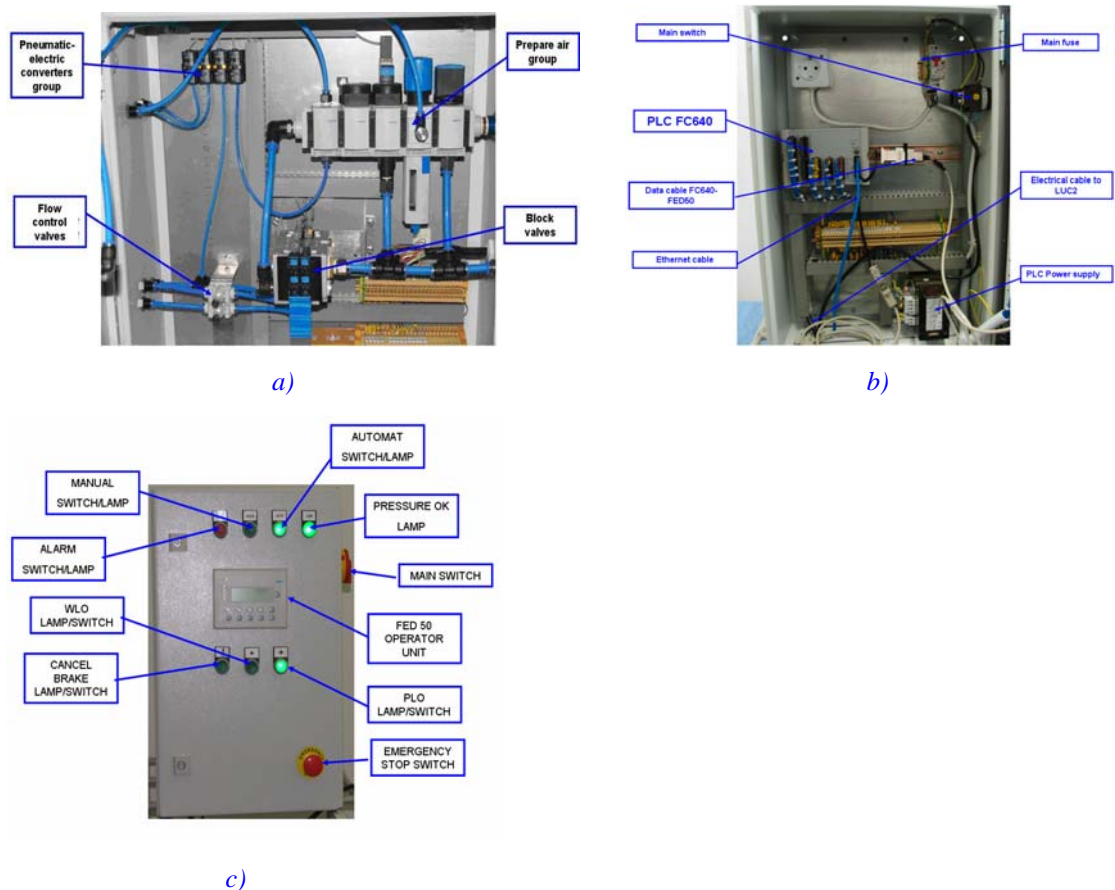 Pneumatic-
electric
converters
group
Prepare air
group
Flow
control
valves
Block
valves
a)
Main switch
Main fuse
PLC FC640
Data cable FC640-
FED50
Electrical cable to
LUC2
Ethernet cable
PLC Power supply
b)
AUTOMAT
SWITCH/LAMP
MANUAL
SWITCH/LAMP
PRESSURE OK
LAMP
ALARM
SWITCH/LAMP
MAIN SWITCH
WLO
LAMP/SWITCH
FED 50
OPERATOR
UNIT
CANCEL
BRAKE
LAMP/SWITCH
PLO
LAMP/SWITCH
EMERGENCY
STOP SWITCH
c)